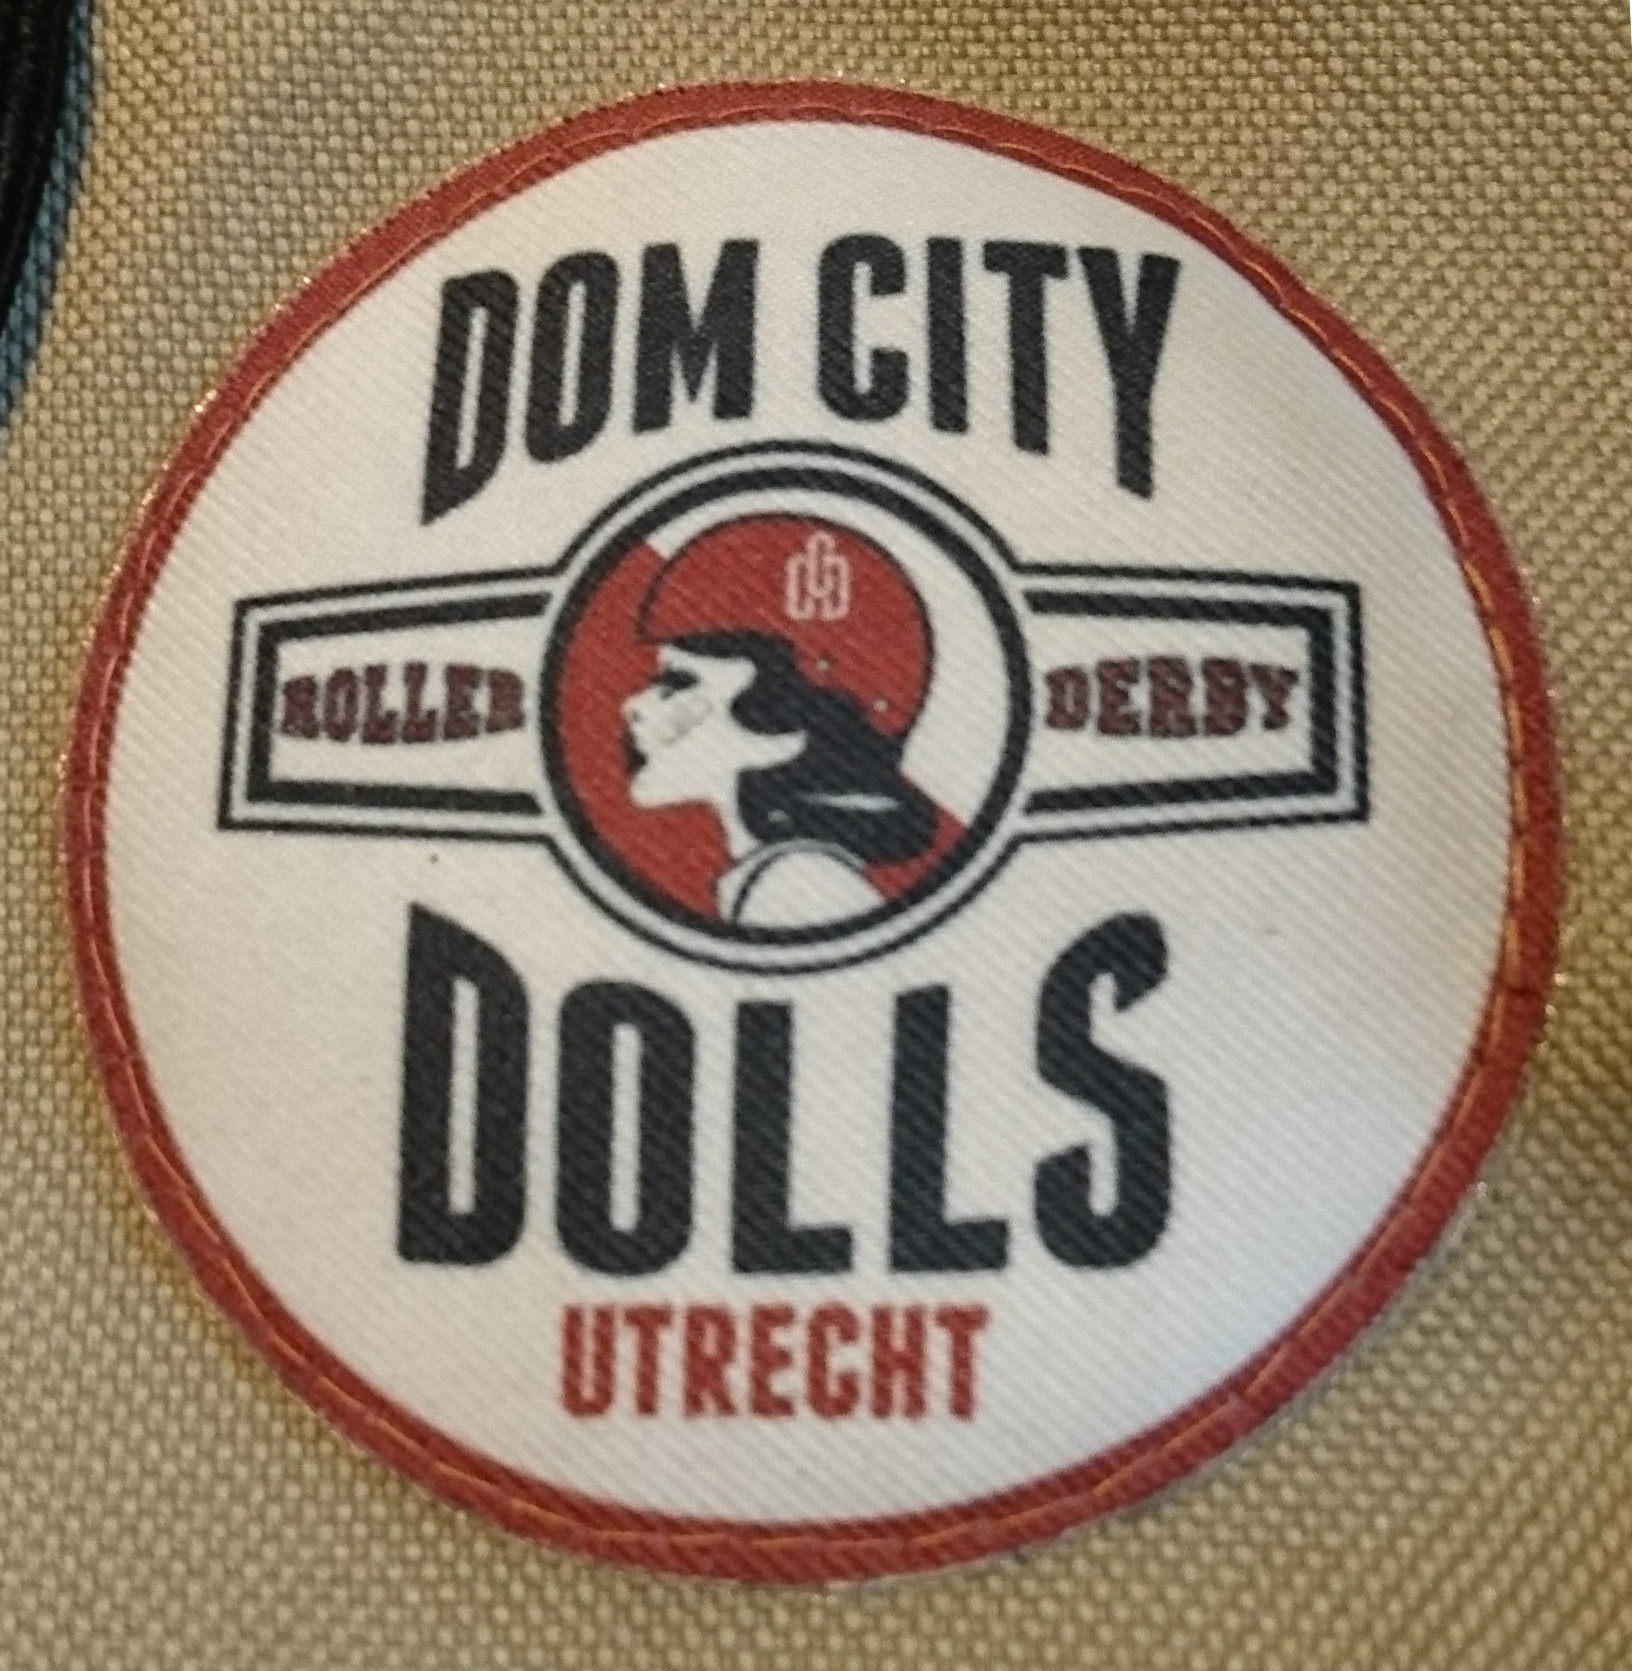 DOM CITY
ROLLER DERBY
DOLLS
UTRECHT